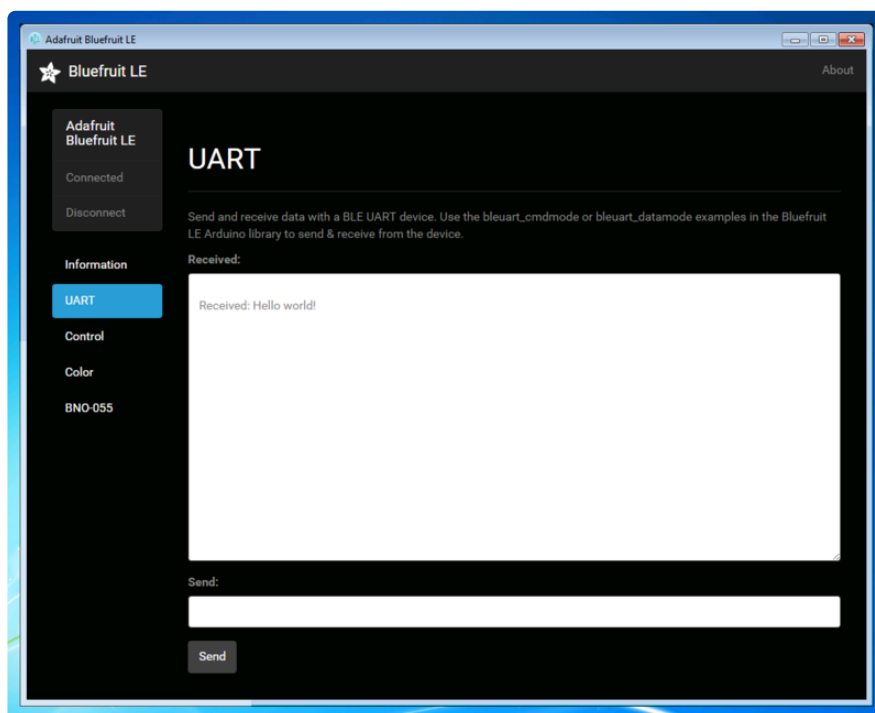 Adafruit Bluefruit LE
Bluefruit LE
About
Adafruit
Bluefruit LE
Connected
Disconnect
Information
UART
Control
Color
BNO-055
UART
Send and receive data with a BLE UART device. Use the bleuart_cmdmode or bleuart_datamode examples in the Bluefruit
LE Arduino library to send & receive from the device.
Received:
Received: Hello world!
Send:
Send